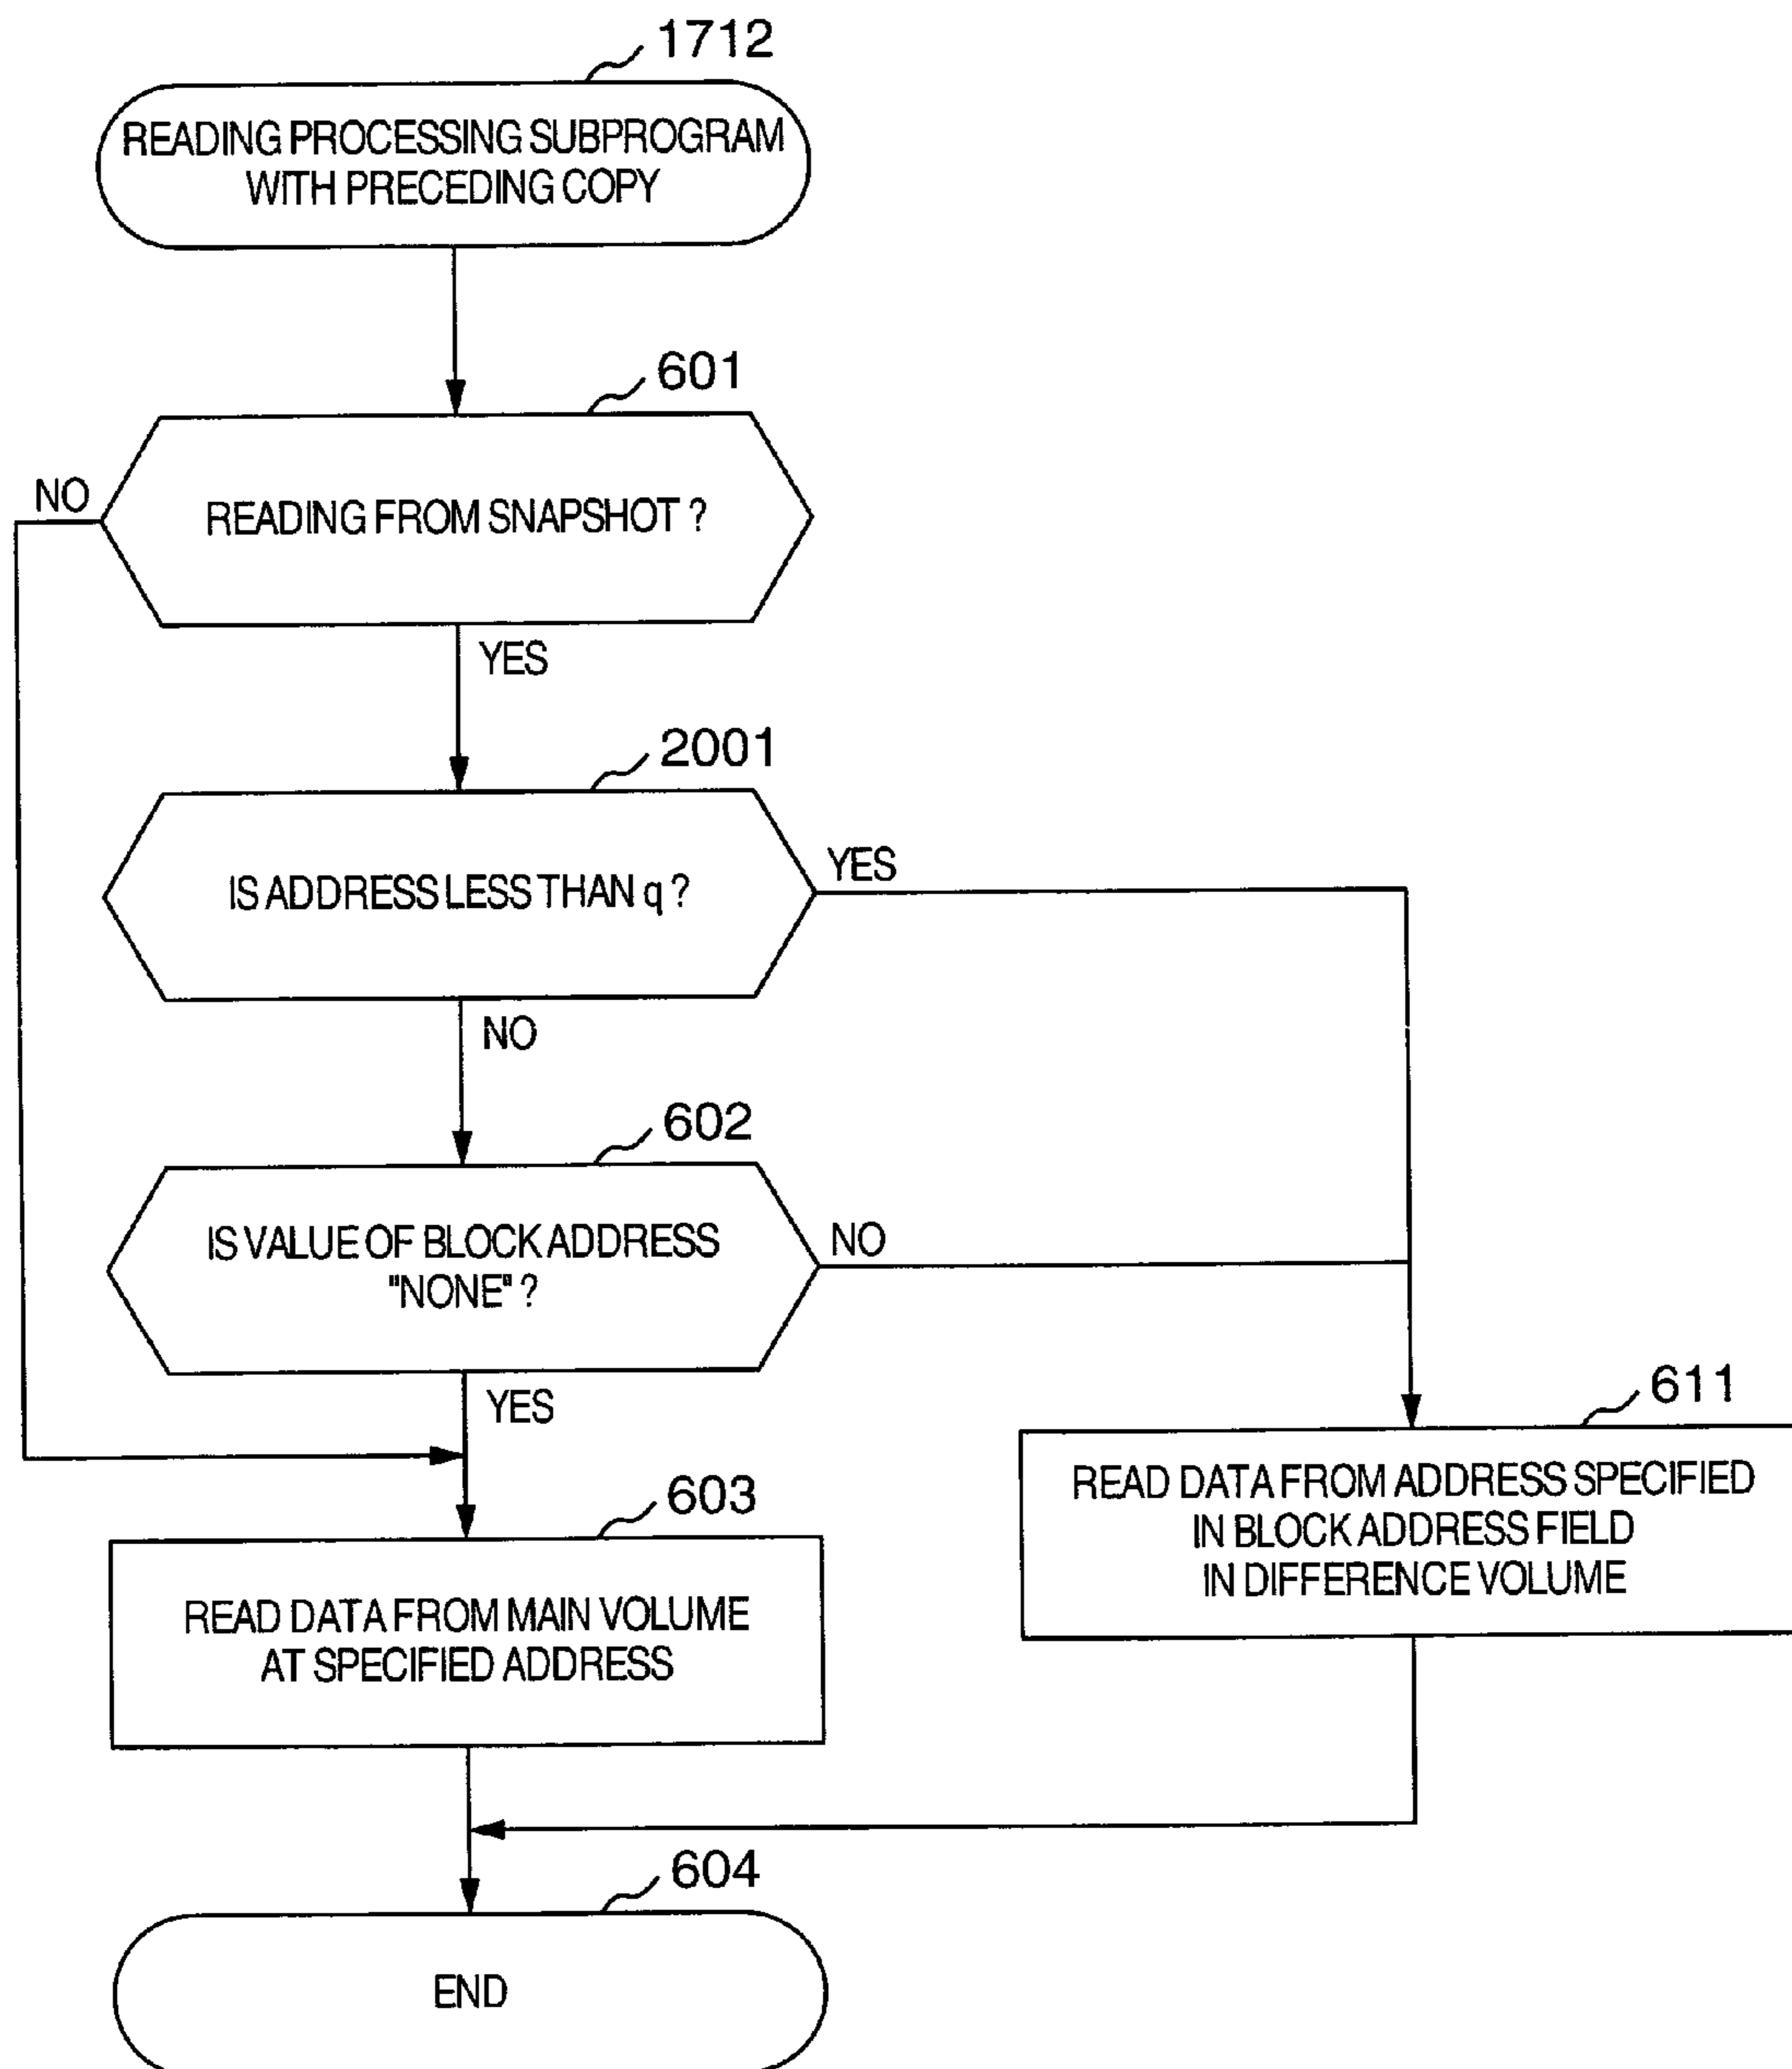 1712
READING PROCESSING SUBPROGRAM
WITH PRECEDING COPY
601
NO
READING FROM SNAPSHOT ?
YES
2001
IS ADDRESS LESS THAN q ?
YES
NO
602
IS VALUE OF BLOCK ADDRESS
"NONE" ?
NO
YES
611
READ DATA FROM ADDRESS SPECIFIED
IN BLOCK ADDRESS FIELD
IN DIFFERENCE VOLUME
603
READ DATA FROM MAIN VOLUME
AT SPECIFIED ADDRESS
604
END